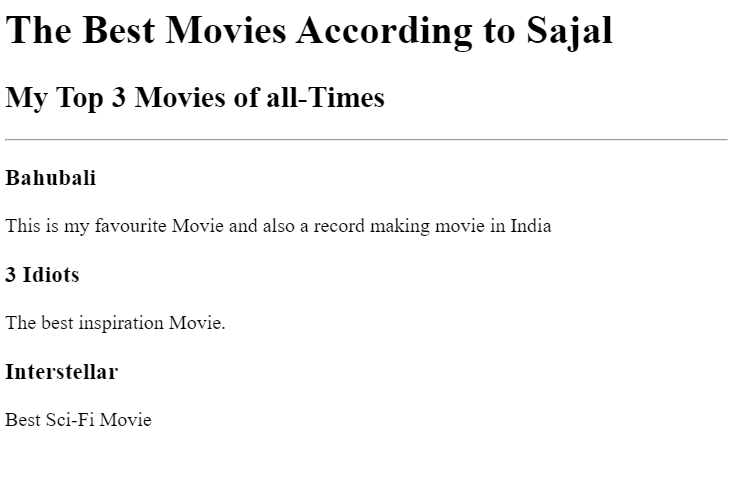 The Best Movies According to Sajal
My Top 3 Movies of all-Times
Bahubali
This is my favourite Movie and also a record making movie in India
3 Idiots
The best inspiration Movie.
Interstellar
Best Sci-Fi Movie